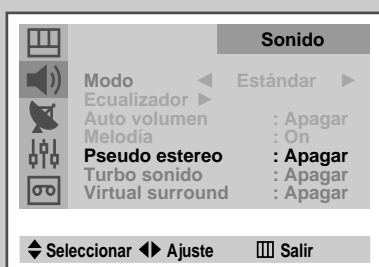 Sonido
Modo ◀ Estándar ▶
Ecualizador ▶
Auto volumen : Apagar
Melodía : On
Pseudo estereo : Apagar
Turbo sonido : Apagar
Virtual surround : Apagar
Seleccionar Ajuste Salir